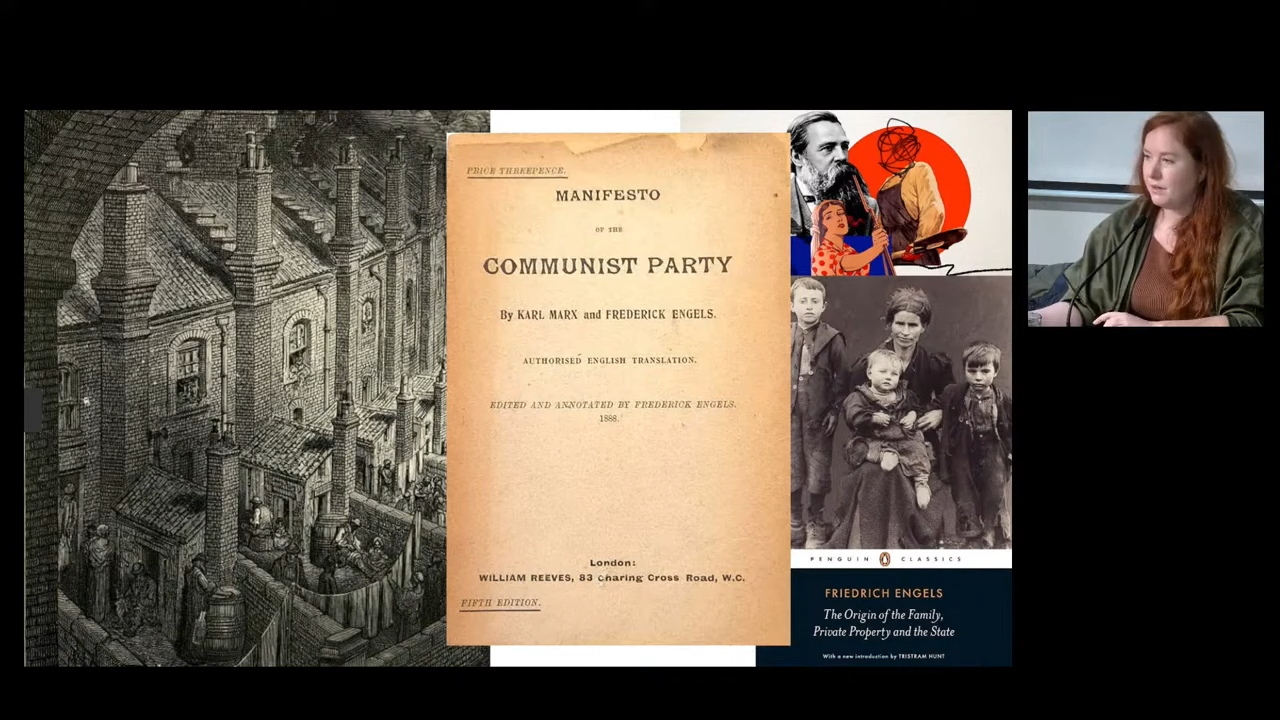 PRICE THREEPENCE.
MANIFESTO
OF THE
COMMUNIST PARTY
By KARL MARX and FREDERICK ENGELS.
AUTHORISED ENGLISH TRANSLATION.
EDITED AND ANNOTATED BY FREDERICK ENGELS.
1888.
London:
WILLIAM REEVES, 83 Charing Cross Road, W.C.
FIFTH EDITION.
PENGUIN CLASSICS
FRIEDRICH ENGELS
The Origin of the Family,
Private Property and the State
With a new introduction by TRISTRAM HUNT